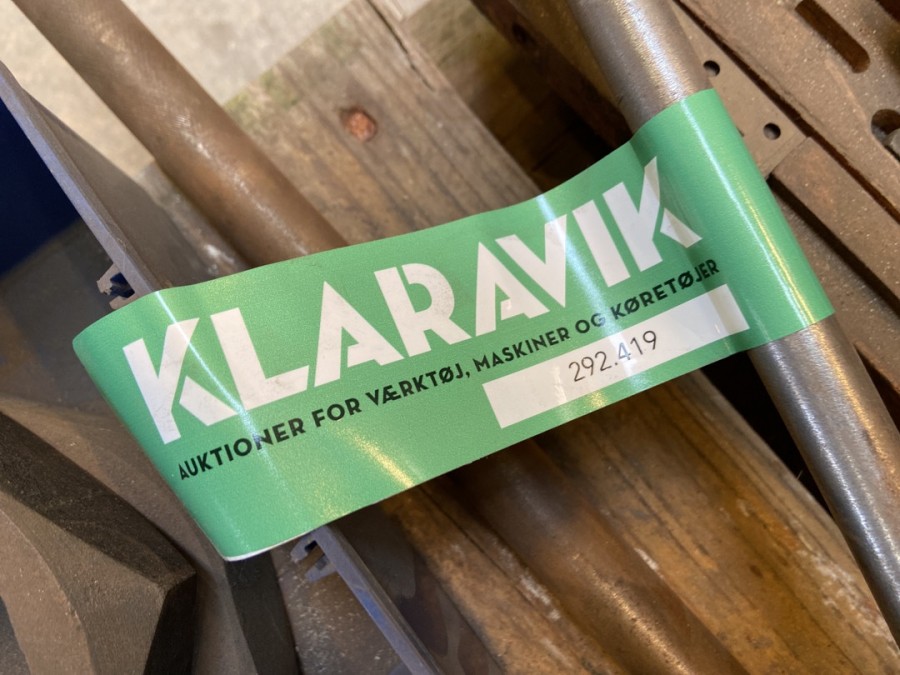 KLARAVIK
AUKTIONER FOR VÆRKTØJ, MASKINER OG KØRETØJER
292.419